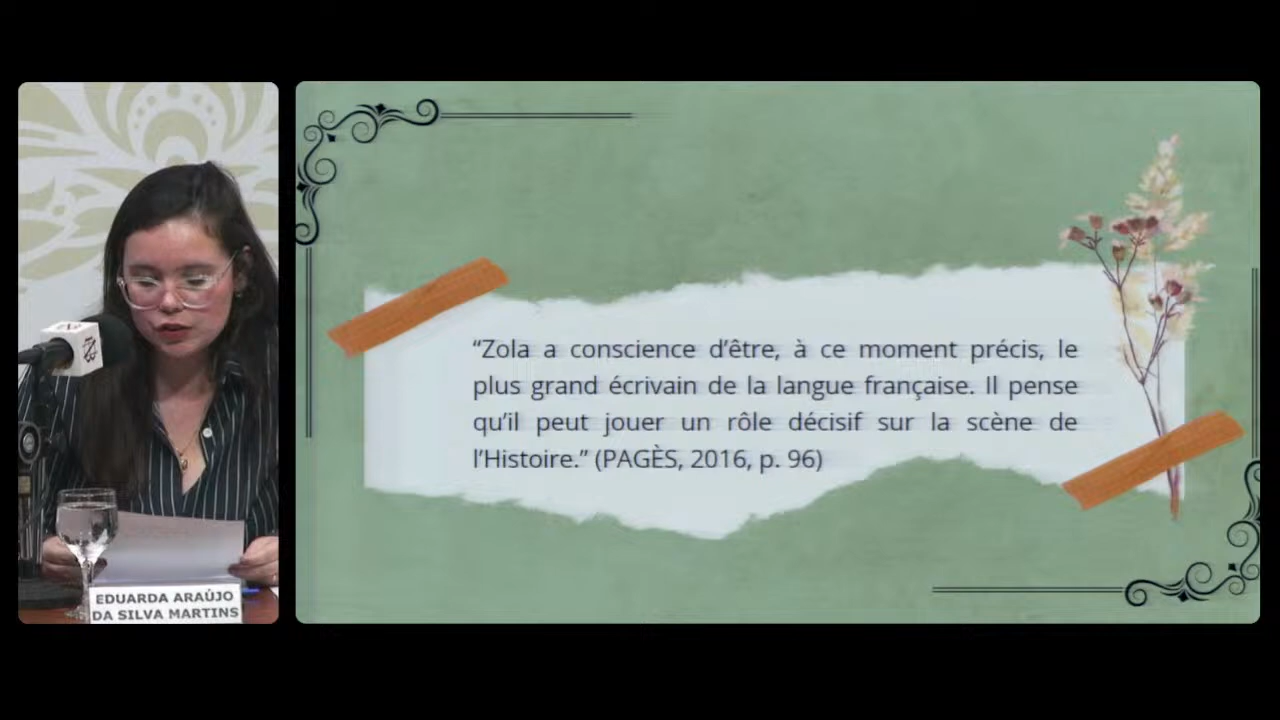 “Zola a conscience d’être, à ce moment précis, le
plus grand écrivain de la langue française. Il pense
qu’il peut jouer un rôle décisif sur la scène de
l’Histoire.” (PAGÈS, 2016, p. 96)
EDUARDA ARAÚJO
DA SILVA MARTINS